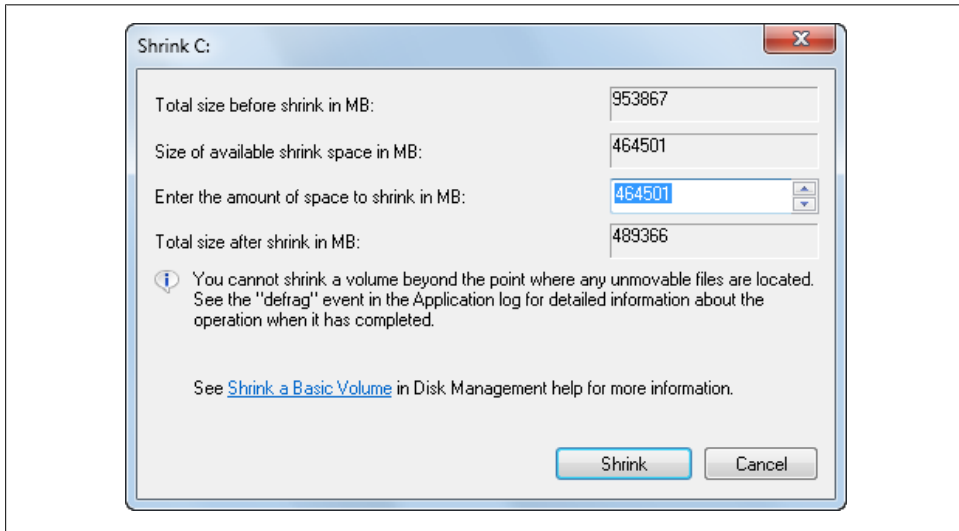 Shrink C:
Total size before shrink in MB: 953867
Size of available shrink space in MB: 464501
Enter the amount of space to shrink in MB: 464501
Total size after shrink in MB: 489366
You cannot shrink a volume beyond the point where any unmovable files are located.
See the "defrag" event in the Application log for detailed information about the
operation when it has completed.
See Shrink a Basic Volume in Disk Management help for more information.
Shrink Cancel